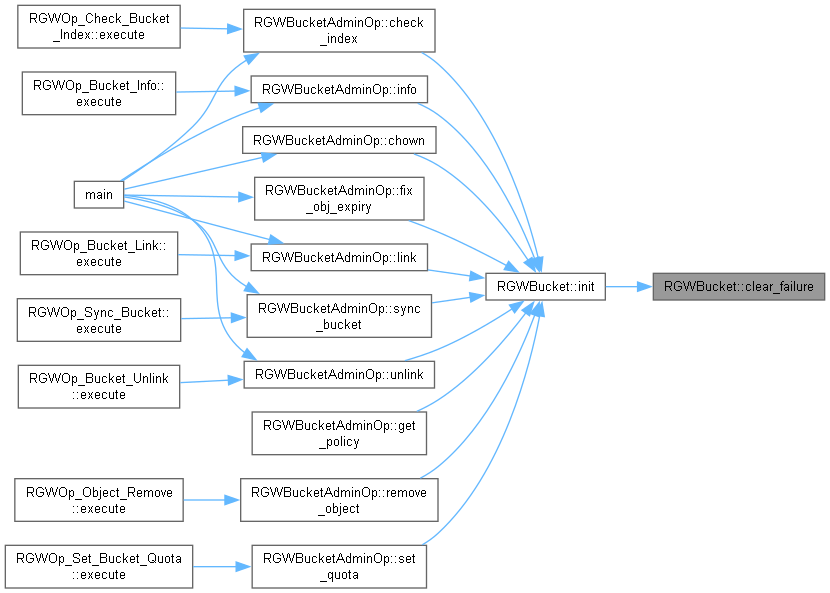 RGWOp_Check_Bucket
_Index::execute
RGWBucketAdminOp::check
_index
RGWOp_Bucket_Info::
execute
RGWBucketAdminOp::info
RGWBucketAdminOp::chown
main
RGWBucketAdminOp::fix
_obj_expiry
RGWOp_Bucket_Link::
execute
RGWBucketAdminOp::link
RGWBucket::init
RGWBucket::clear_failure
RGWOp_Sync_Bucket::
execute
RGWBucketAdminOp::sync
_bucket
RGWOp_Bucket_Unlink
::execute
RGWBucketAdminOp::unlink
RGWBucketAdminOp::get
_policy
RGWOp_Object_Remove
::execute
RGWBucketAdminOp::remove
_object
RGWOp_Set_Bucket_Quota
::execute
RGWBucketAdminOp::set
_quota